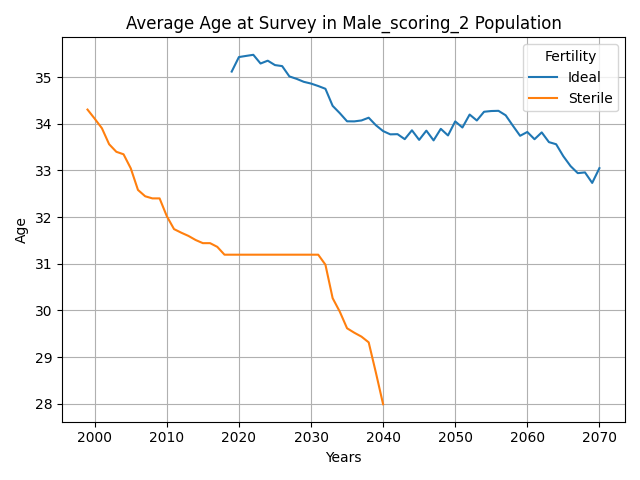 Average Age at Survey in Male_scoring_2 Population
Fertility
Ideal
Sterile
Age
35
34
33
32
31
30
29
28
2000 2010 2020 2030 2040 2050 2060 2070
Years